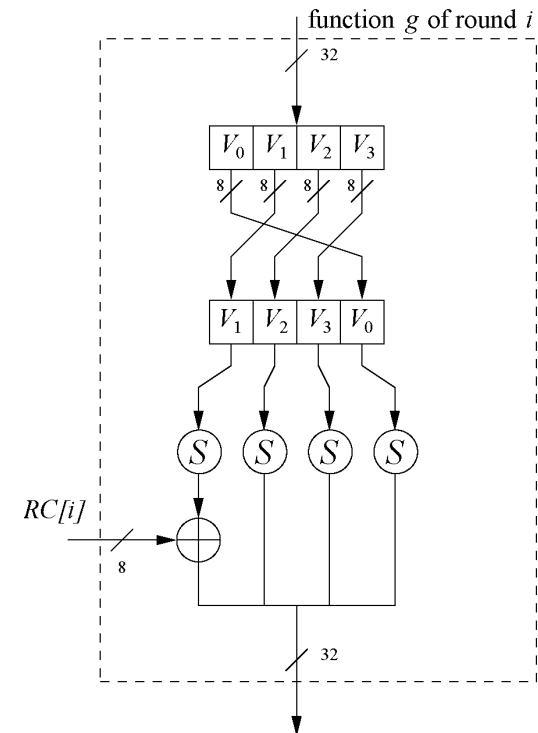 function g of round i
32
V0 V1 V2 V3
8 8 8 8
V1 V2 V3 V0
S S S S
RC[i]
8
32